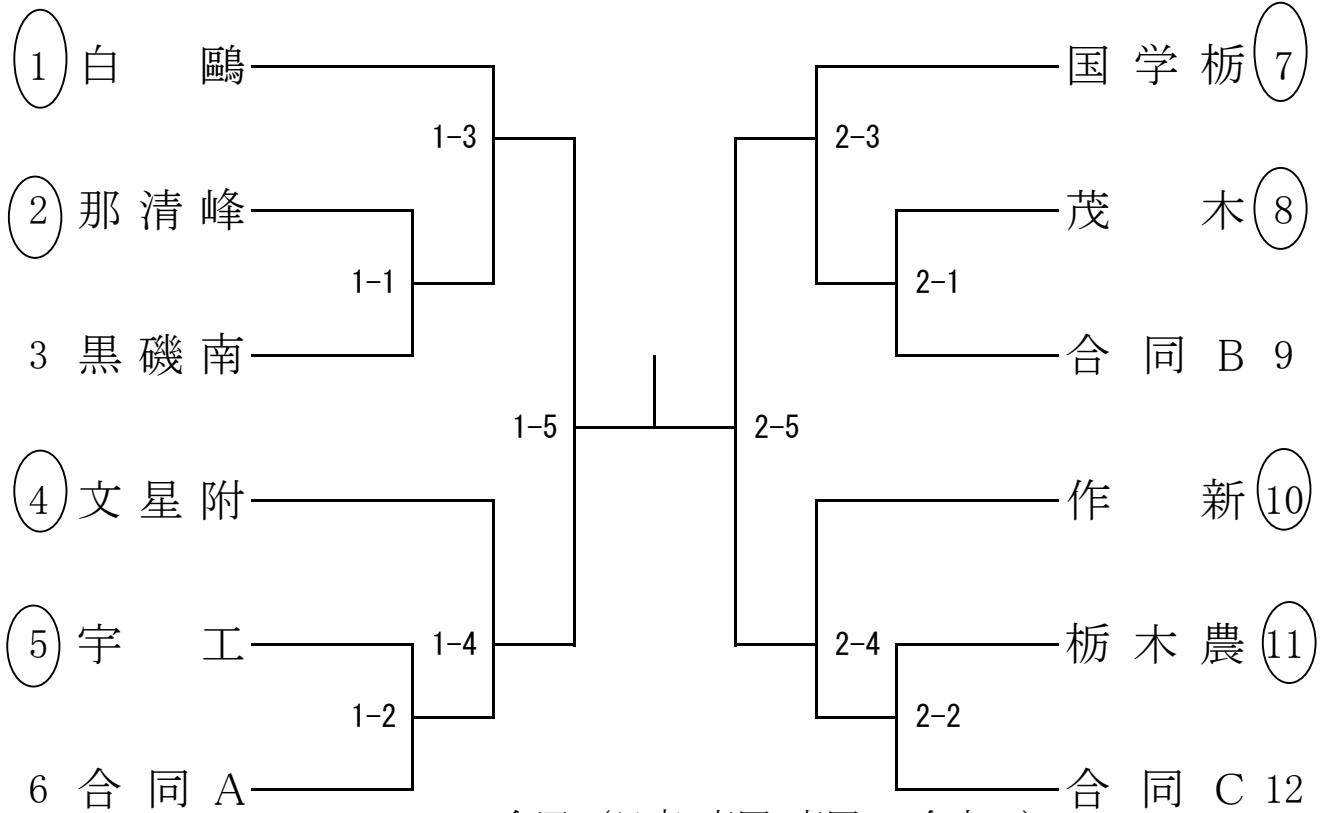 1 白鷗
国学栃 7
1-3
2-3
2 那清峰
茂木 8
1-1
2-1
3 黒磯南
合同B 9
1-5
2-5
4 文星附
作新 10
5 宇工
1-4
2-4
栃木農 11
1-2
2-2
6 合同A
合同C 12